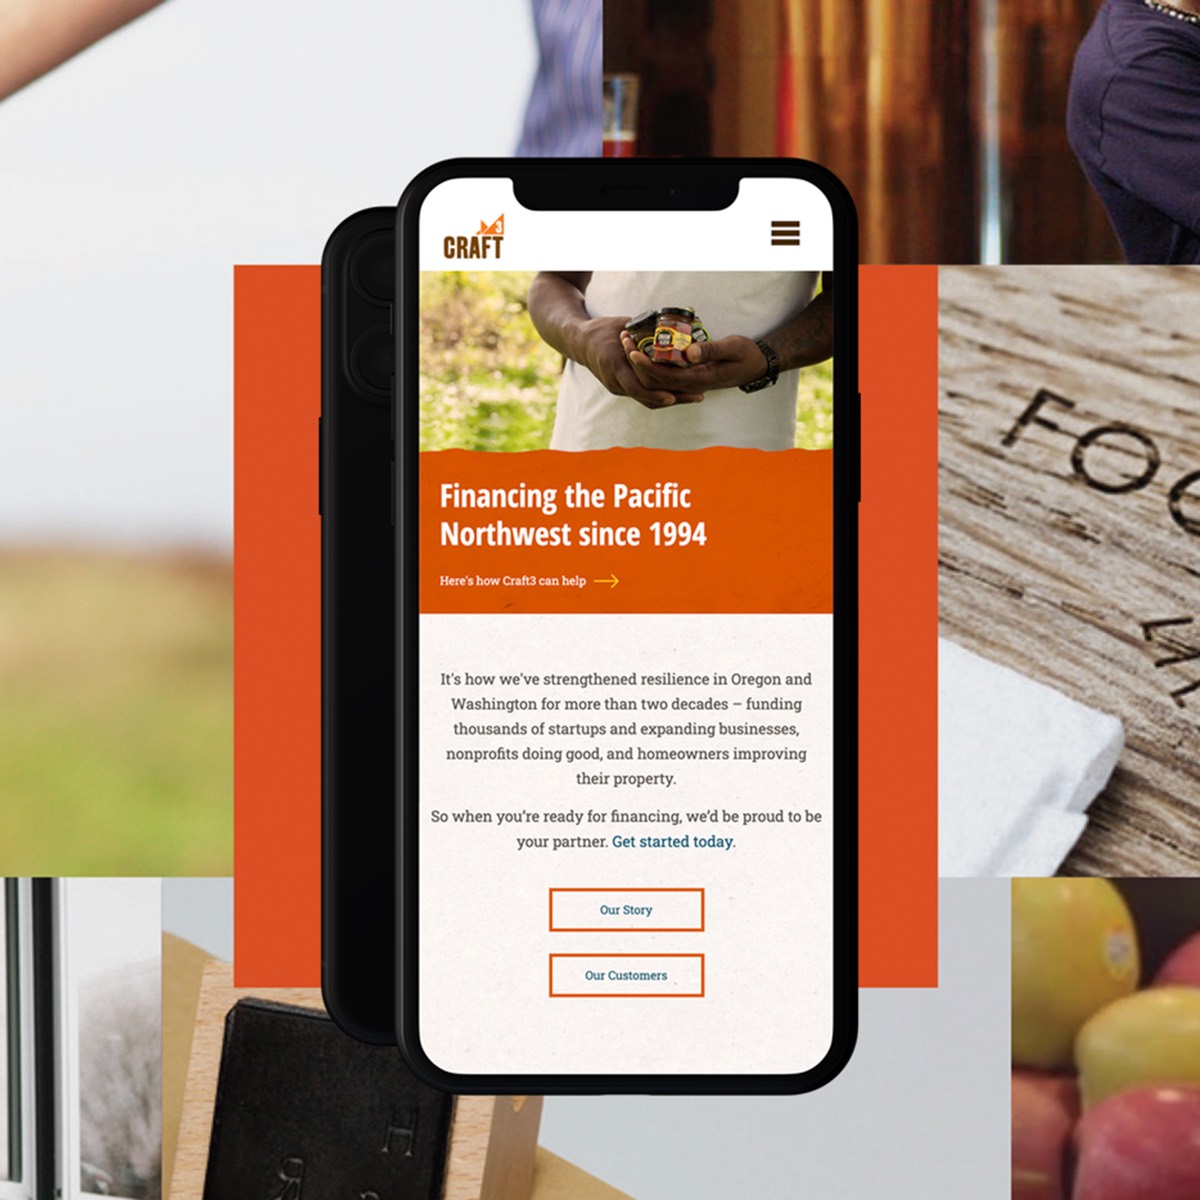 3
CRAFT
Financing the Pacific
Northwest since 1994
Here's how Craft3 can help
It's how we've strengthened resilience in Oregon and
Washington for more than two decades – funding
thousands of startups and expanding businesses,
nonprofits doing good, and homeowners improving
their property.
So when you’re ready for financing, we’d be proud to be
your partner. Get started today.
Our Story
Our Customers